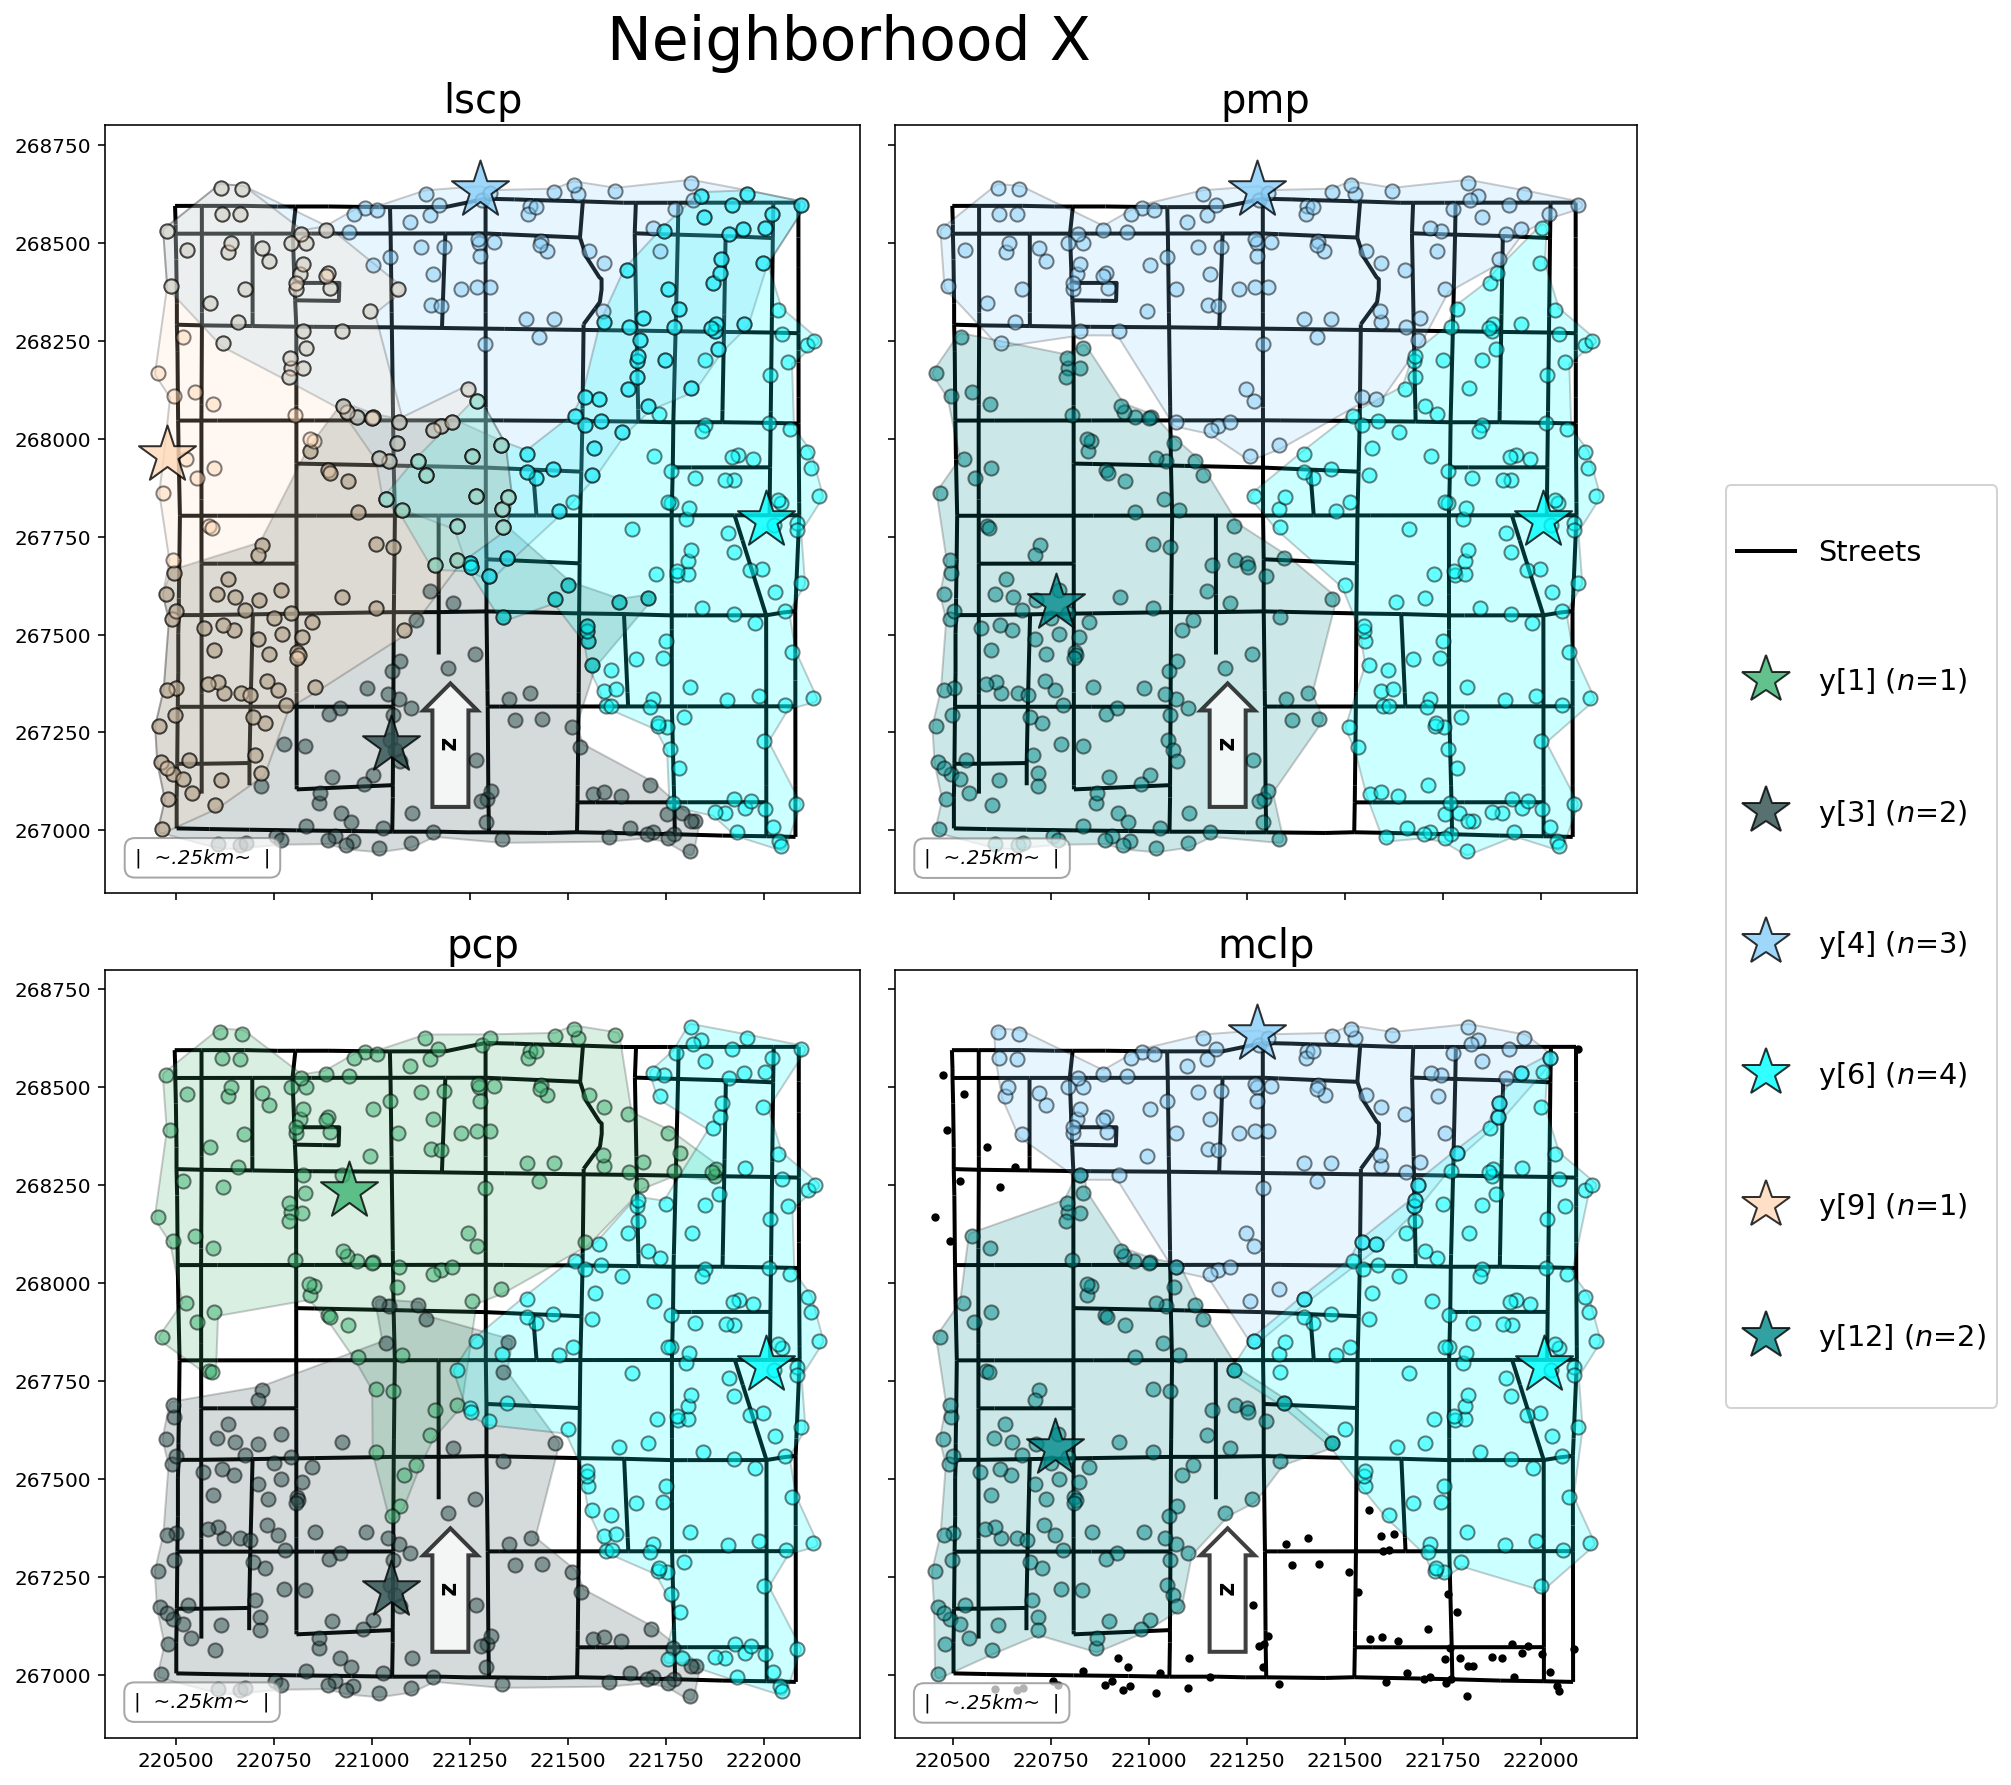 Neighborhood X
lscp
pmp
268750
268500
268250
268000
267750
267500
267250
267000
z
z
| ~.25km~ |
| ~.25km~ |
pcp
mclp
268750
268500
268250
268000
267750
267500
267250
267000
z
z
| ~.25km~ |
| ~.25km~ |
220500 220750 221000 221250 221500 221750 222000
220500 220750 221000 221250 221500 221750 222000
Streets
y[1] (n=1)
y[3] (n=2)
y[4] (n=3)
y[6] (n=4)
y[9] (n=1)
y[12] (n=2)